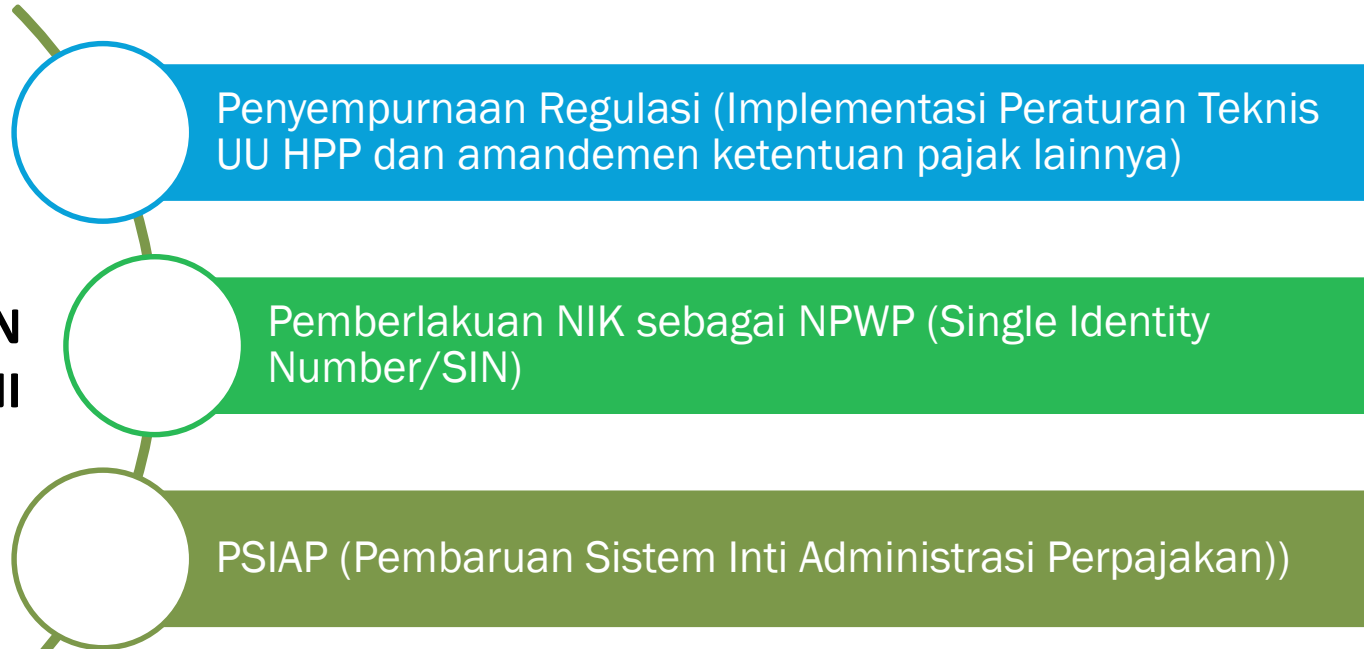 Penyempurnaan Regulasi (Implementasi Peraturan Teknis
UU HPP dan amandemen ketentuan pajak lainnya)
N
Pemberlakuan NIK sebagai NPWP (Single Identity
Number/SIN)
PSIAP (Pembaruan Sistem Inti Administrasi Perpajakan))